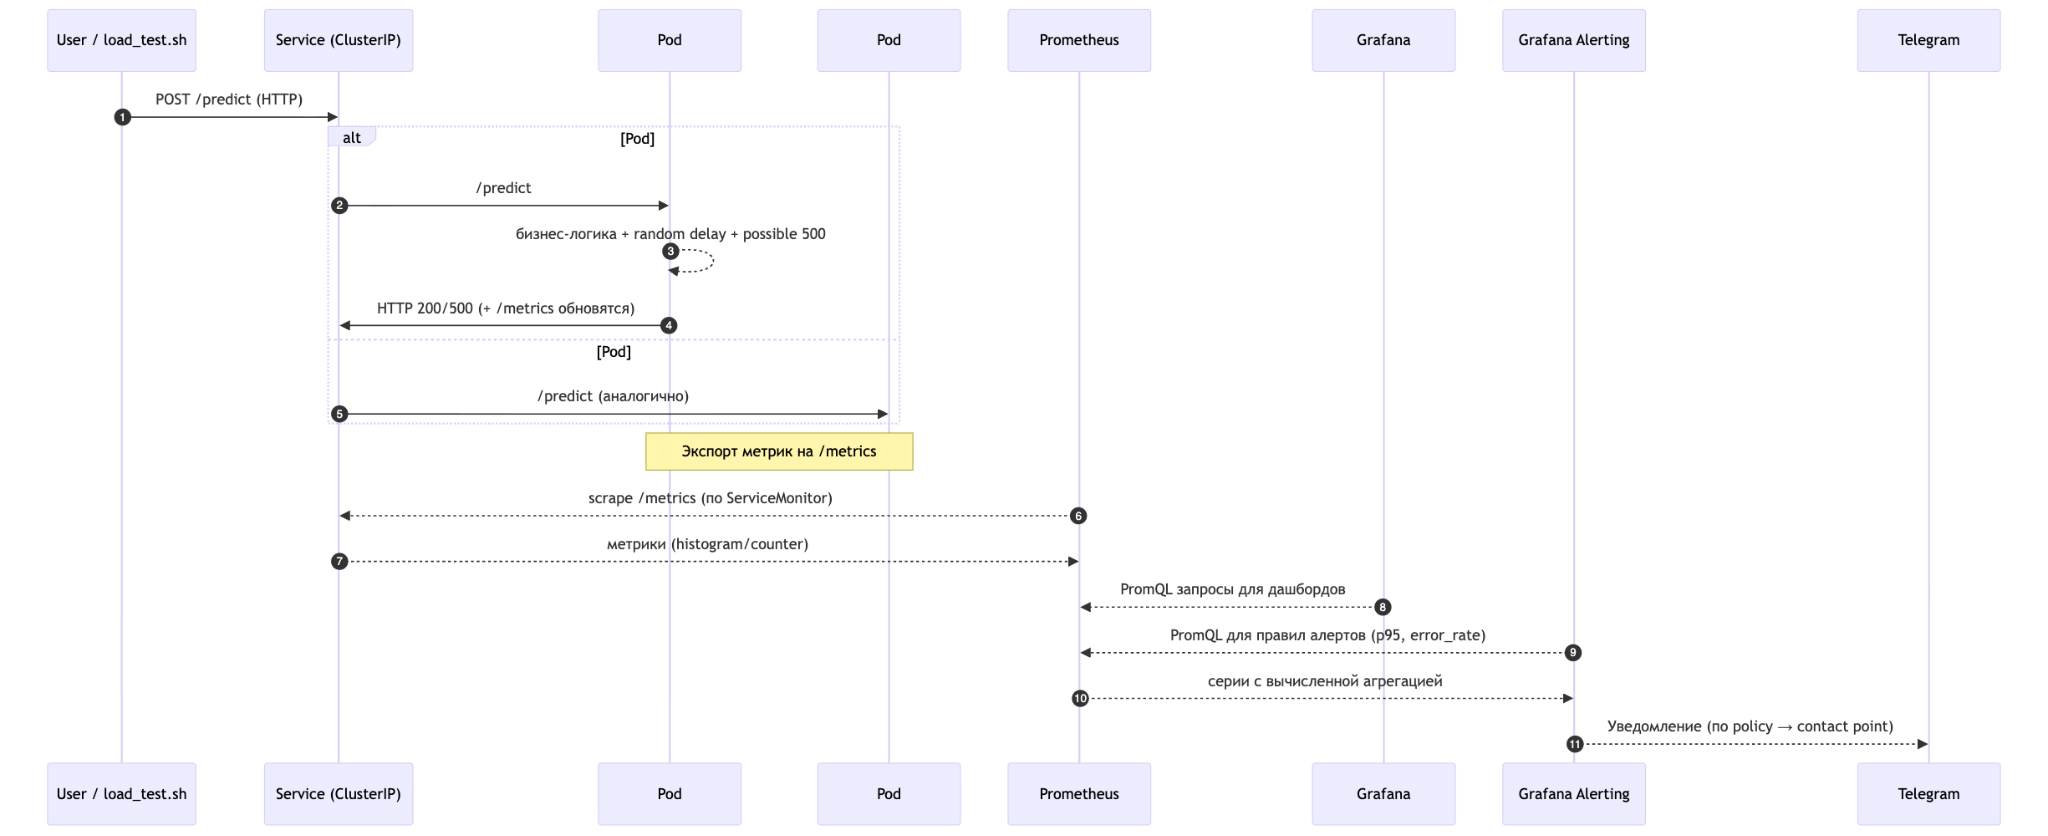 User / load_test.sh
Service (ClusterIP)
Pod
Pod
Prometheus
Grafana
Grafana Alerting
Telegram
POST /predict (HTTP)
1
alt
[Pod]
/predict
2
бизнес-логика + random delay + possible 500
3
HTTP 200/500 (+ /metrics обновятся)
4
[Pod]
/predict (аналогично)
5
Экспорт метрик на /metrics
scrape /metrics (по ServiceMonitor)
6
метрики (histogram/counter)
7
PromQL запросы для дашбордов
8
PromQL для правил алертов (p95, error_rate)
9
серии с вычисленной агрегацией
10
Уведомление (по policy → contact point)
11
User / load_test.sh
Service (ClusterIP)
Pod
Pod
Prometheus
Grafana
Grafana Alerting
Telegram